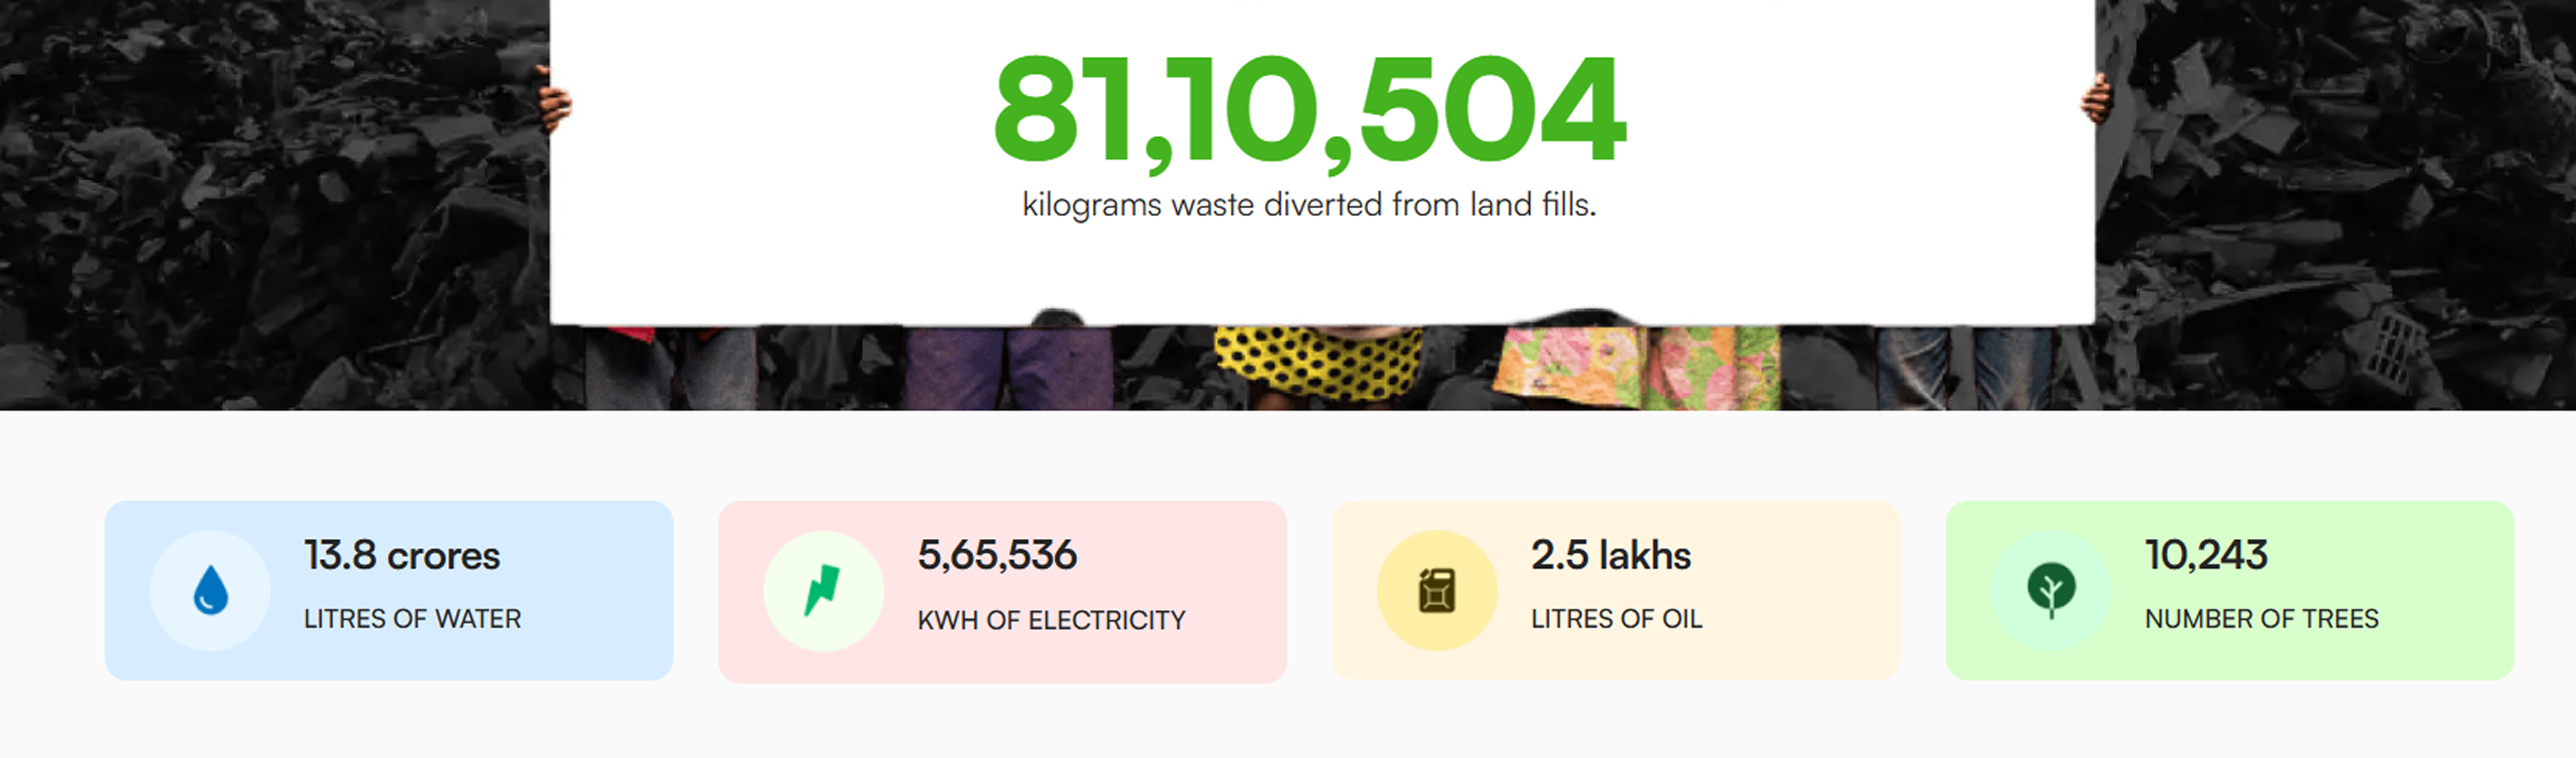 81,10,504
kilograms waste diverted from land fills.
13.8 crores
LITRES OF WATER
5,65,536
KWH OF ELECTRICITY
2.5 lakhs
LITRES OF OIL
10,243
NUMBER OF TREES